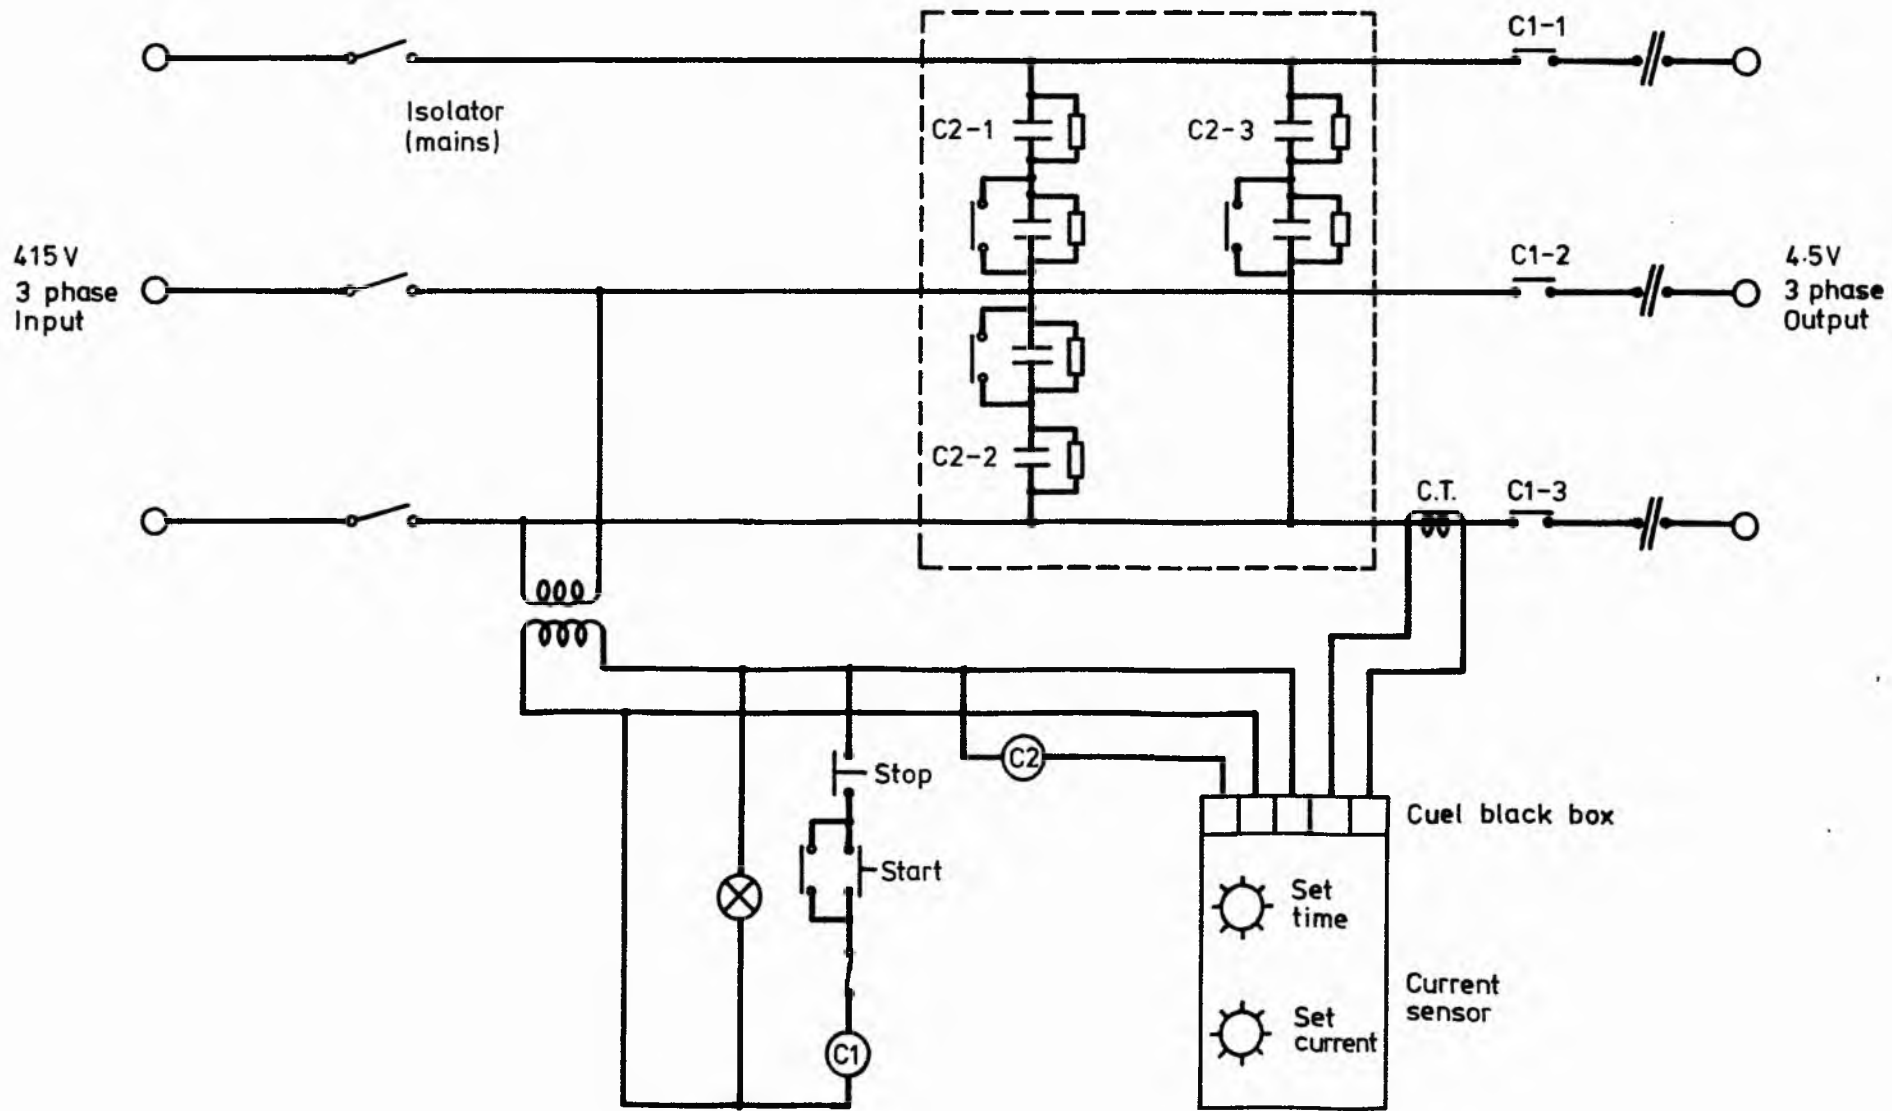 C1-1
Isolator
(mains)
C2-1
C2-3
415V
3 phase
Input
C1-2
4·5V
3 phase
Output
C2-2
C.T.
C1-3
C2
Stop
Cuel black box
Start
Set
time
Current
sensor
Set
current
C1